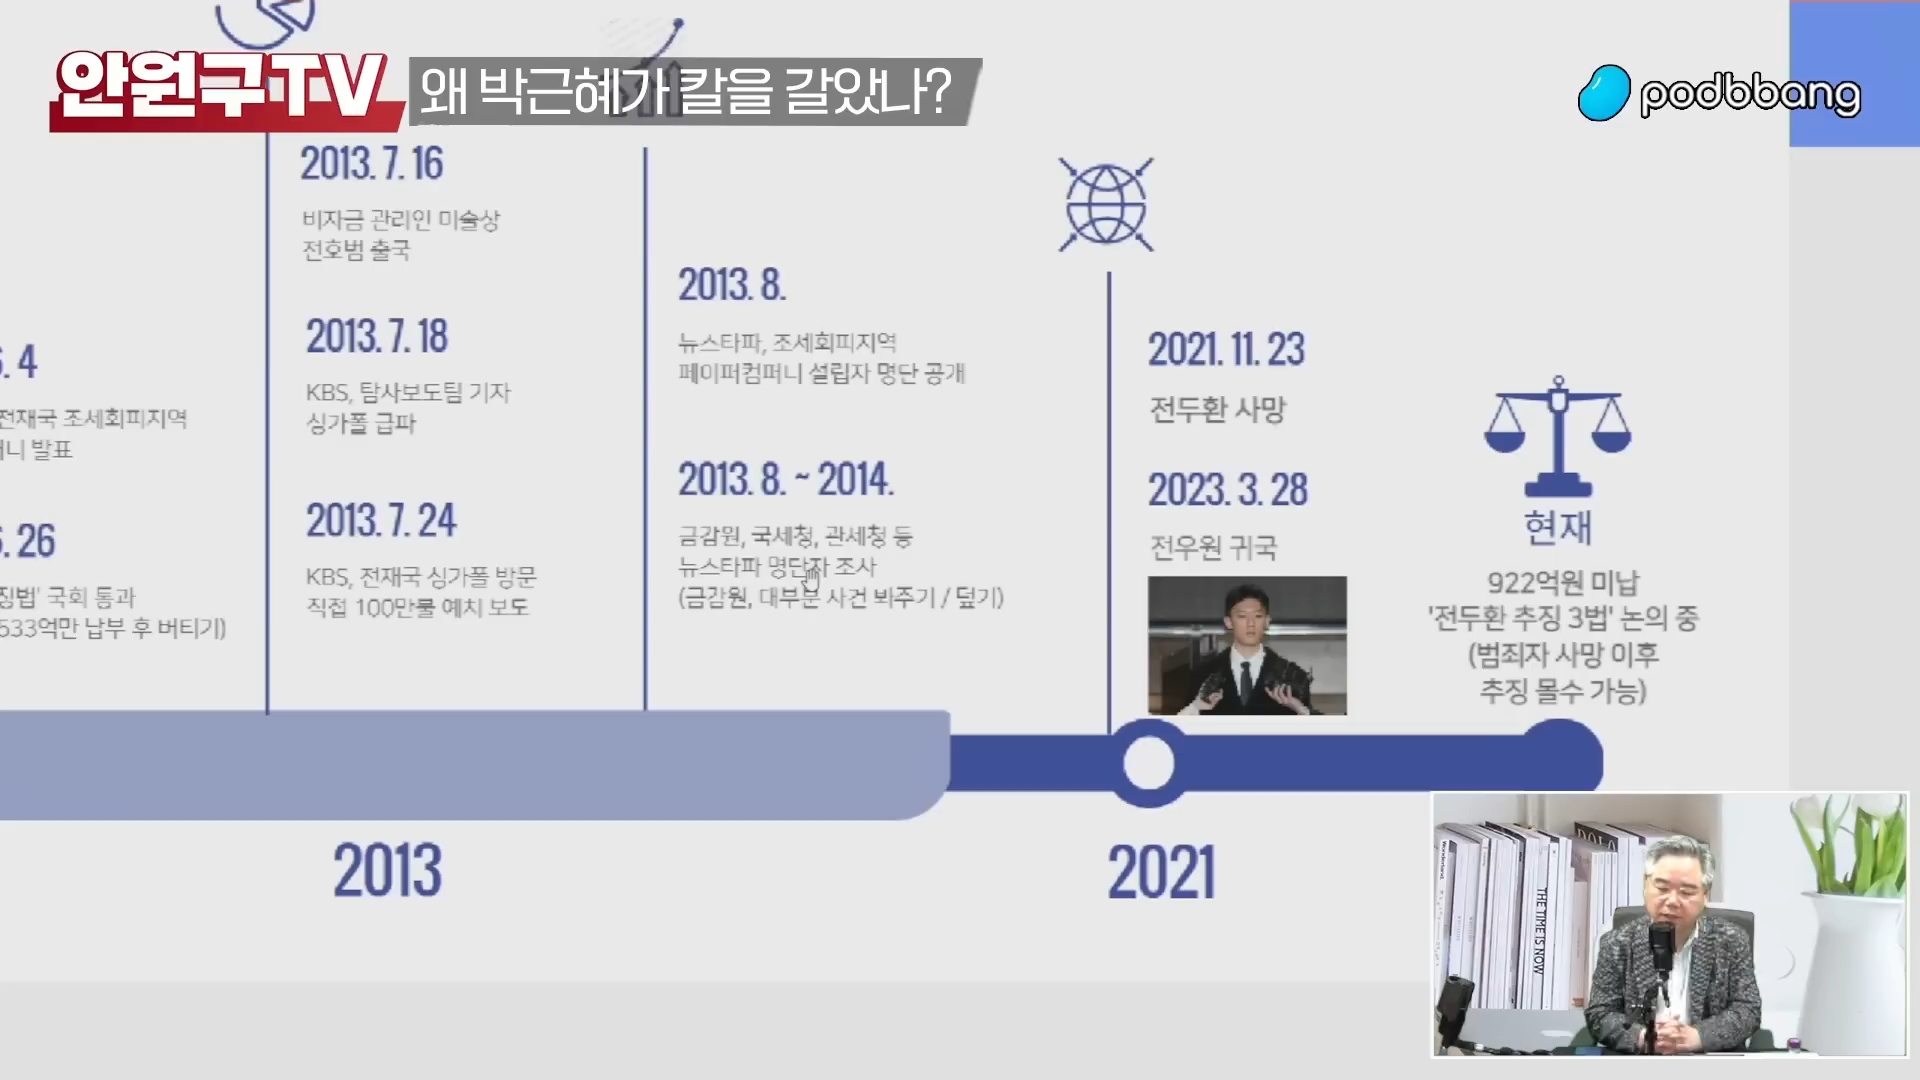 안원구TV
왜 박근혜가 칼을 갈았나?
podbbang
2013. 7. 16
비자금 관리인 미술상
전호범 출국
2013. 7. 18
KBS, 탐사보도팀 기자
싱가폴 급파
2013. 7. 24
KBS, 전재국 싱가폴 방문
직접 100만불 예치 보도
. 4
전재국 조세회피지역
니 발표
. 26
징법' 국회 통과
533억만 납부 후 버티기)
2013. 8.
뉴스타파, 조세회피지역
페이퍼컴퍼니 설립자 명단 공개
2013. 8. ~ 2014.
금감원, 국세청, 관세청 등
뉴스타파 명단자 조사
(금감원, 대부분 사건 봐주기 / 덮기)
2021. 11. 23
전두환 사망
2023. 3. 28
전우원 귀국
현재
922억원 미납
'전두환 추징 3법' 논의 중
(범죄자 사망 이후
추징 몰수 가능)
2013
2021
THE TIME IS NOW